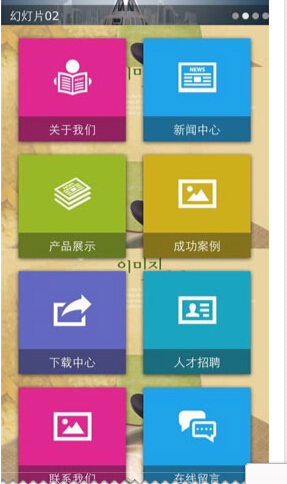 幻灯片02
关于我们
NEWS
新闻中心
产品展示
成功案例
이미지
下载中心
人才招聘
联系我们
在线留言